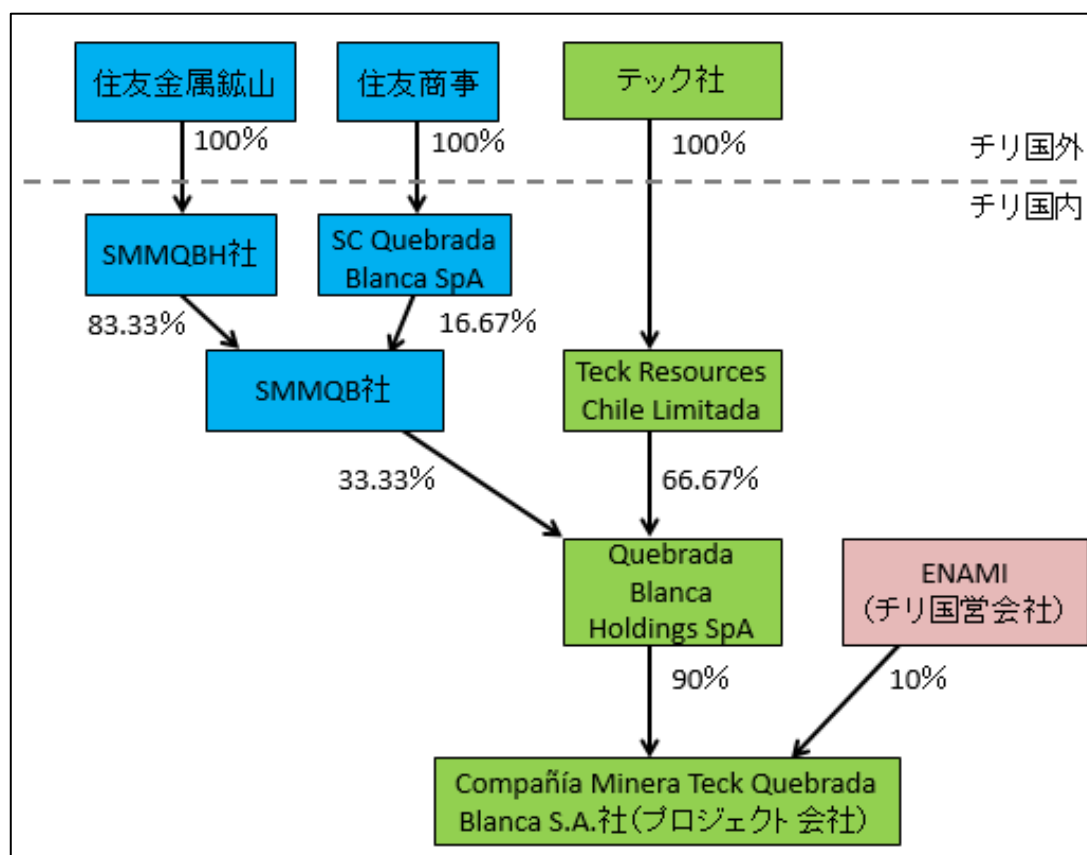 住友金属鉱山
住友商事
テック社
100%
100%
100%
チリ国外
チリ国内
SMMQBH社
SC Quebrada
Blanca SpA
83.33%
16.67%
SMMQB社
Teck Resources
Chile Limitada
33.33%
66.67%
Quebrada
Blanca
Holdings SpA
ENAMI
(チリ国営会社)
90%
10%
Compañía Minera Teck Quebrada
Blanca S.A.社(プロジェクト 会社)